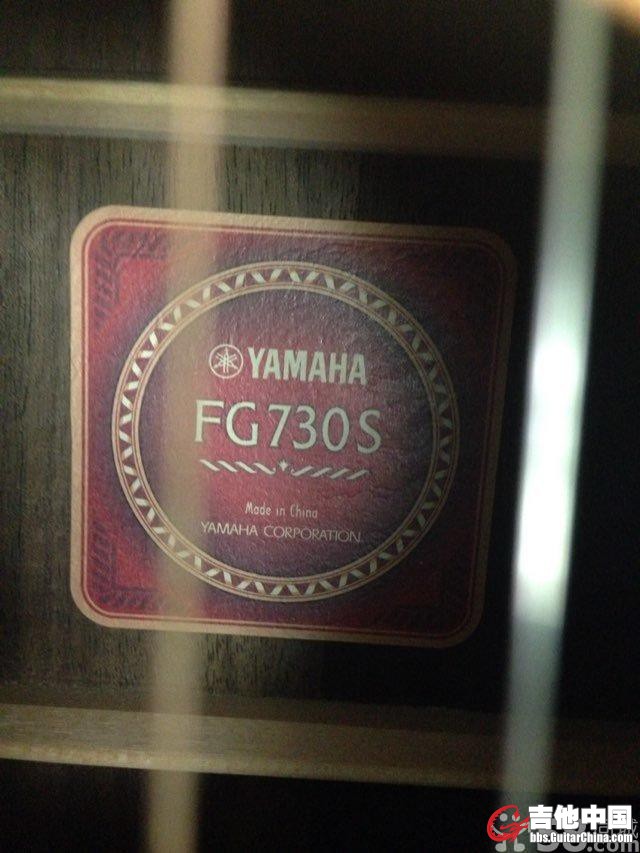 YAMAHA
FG730S
Made in China
YAMAHA CORPORATION
吉他中国
bbs.GuitarChina.com